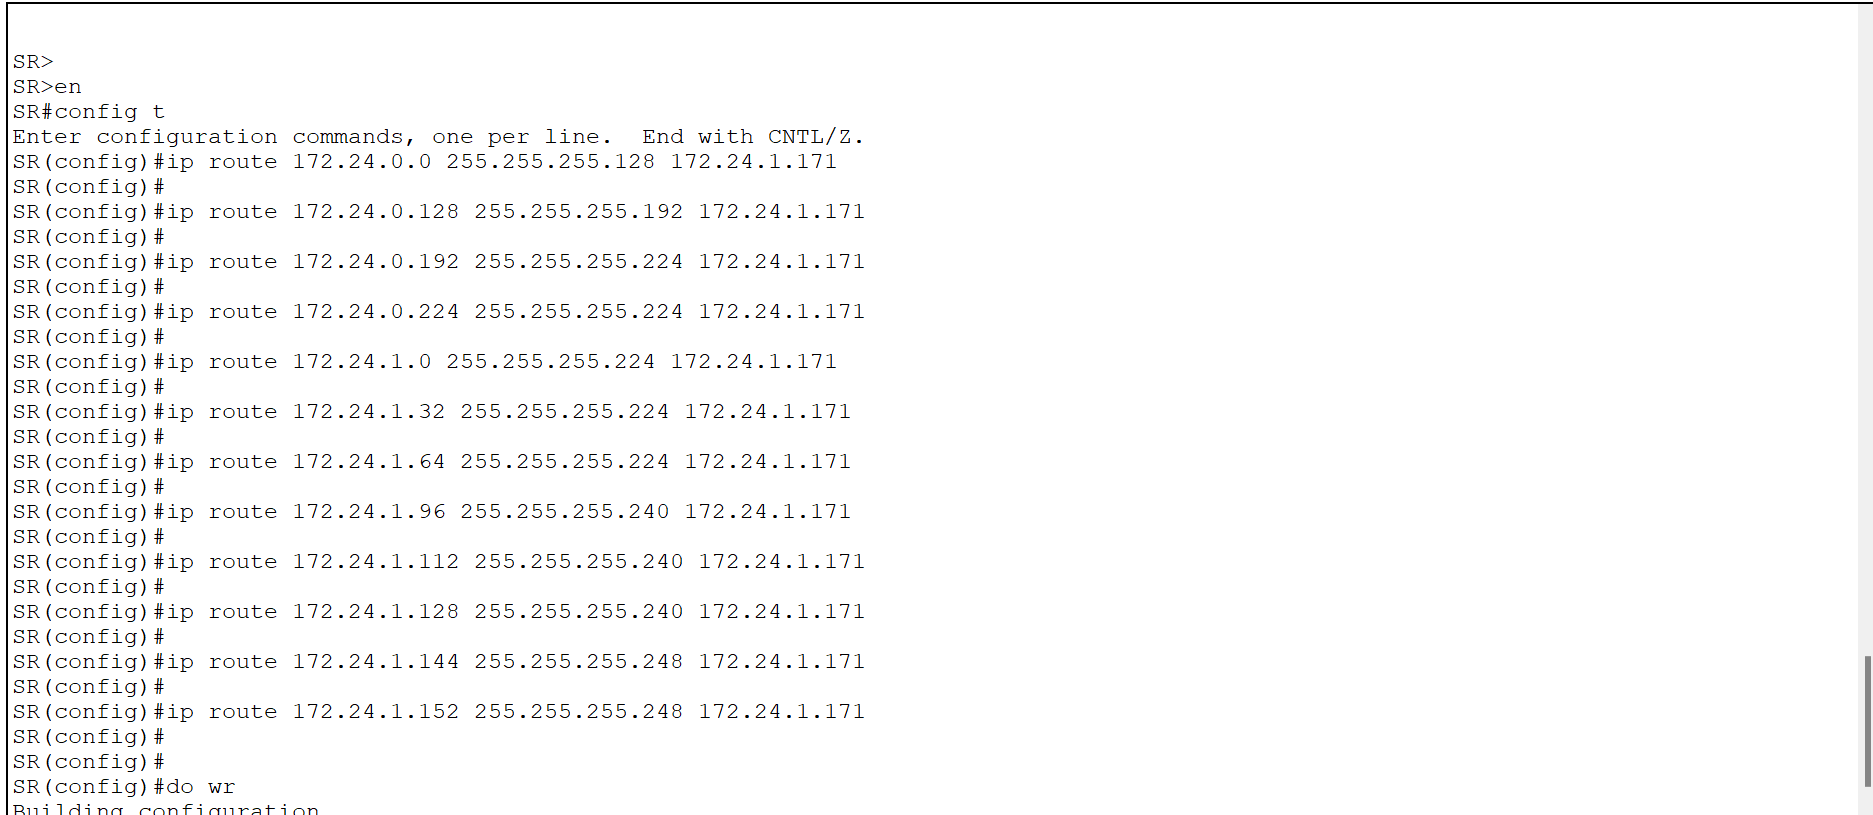 SR>
SR>en
SR#config t
Enter configuration commands, one per line.  End with CNTL/Z.
SR(config)#ip route 172.24.0.0 255.255.255.128 172.24.1.171
SR(config)#
SR(config)#ip route 172.24.0.128 255.255.255.192 172.24.1.171
SR(config)#
SR(config)#ip route 172.24.0.192 255.255.255.224 172.24.1.171
SR(config)#
SR(config)#ip route 172.24.0.224 255.255.255.224 172.24.1.171
SR(config)#
SR(config)#ip route 172.24.1.0 255.255.255.224 172.24.1.171
SR(config)#
SR(config)#ip route 172.24.1.32 255.255.255.224 172.24.1.171
SR(config)#
SR(config)#ip route 172.24.1.64 255.255.255.224 172.24.1.171
SR(config)#
SR(config)#ip route 172.24.1.96 255.255.255.240 172.24.1.171
SR(config)#
SR(config)#ip route 172.24.1.112 255.255.255.240 172.24.1.171
SR(config)#
SR(config)#ip route 172.24.1.128 255.255.255.240 172.24.1.171
SR(config)#
SR(config)#ip route 172.24.1.144 255.255.255.248 172.24.1.171
SR(config)#
SR(config)#ip route 172.24.1.152 255.255.255.248 172.24.1.171
SR(config)#
SR(config)#
SR(config)#do wr
Building configuration